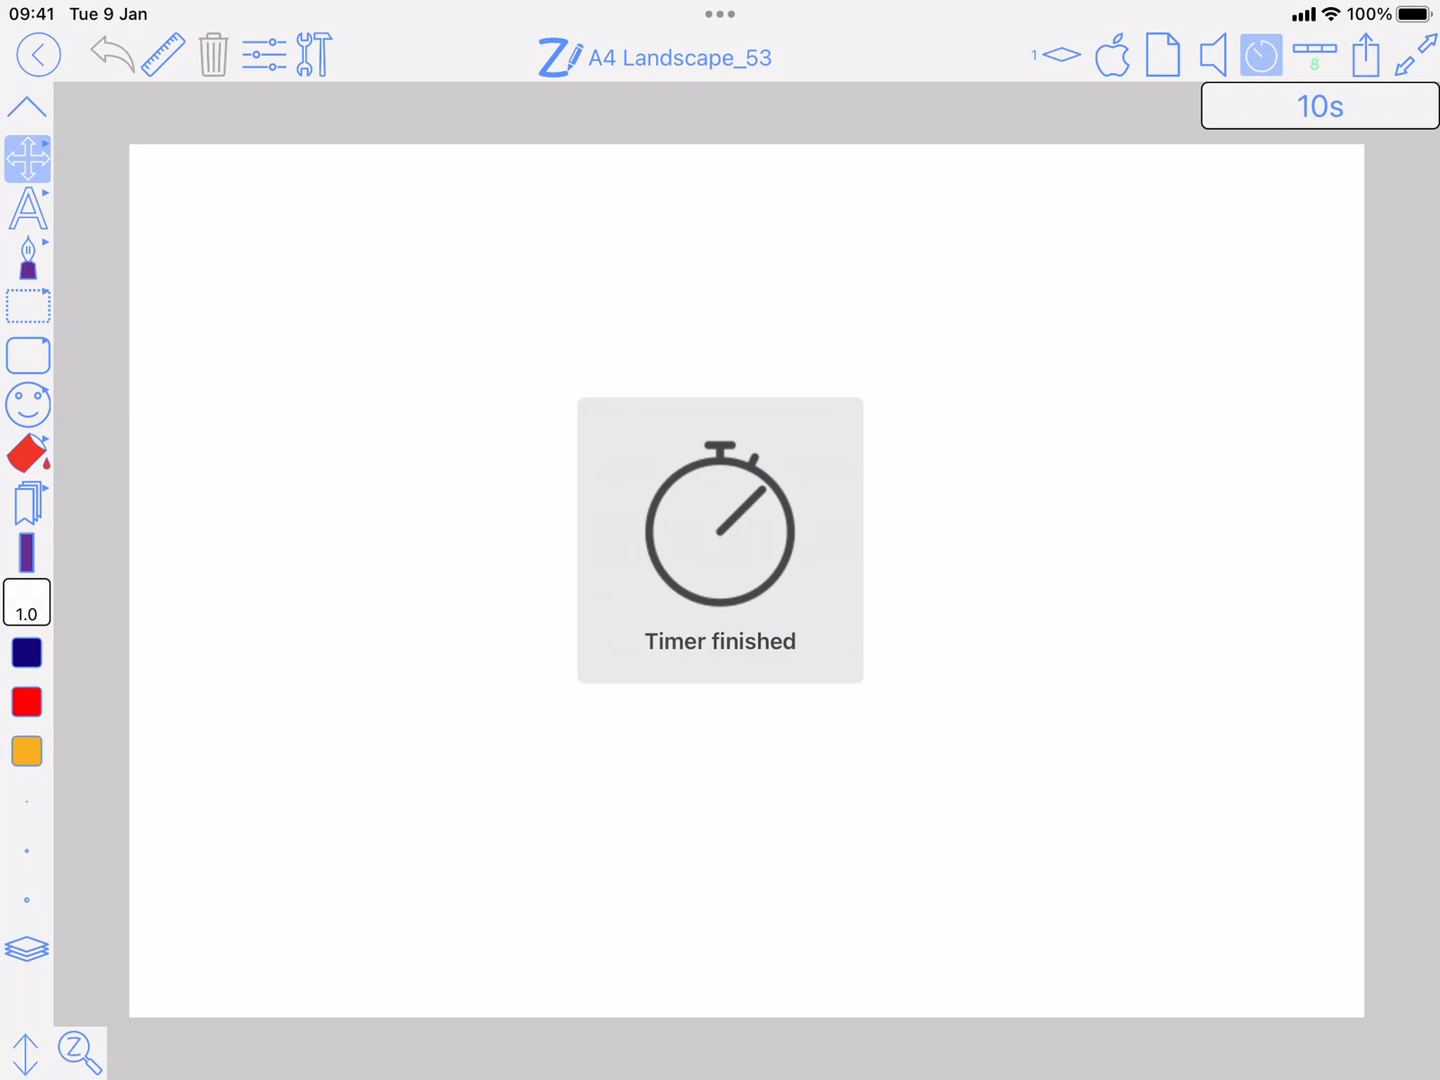 09:41 Tue 9 Jan
100%
A4 Landscape_53
1
8
10s
A
1.0
Timer finished
Z